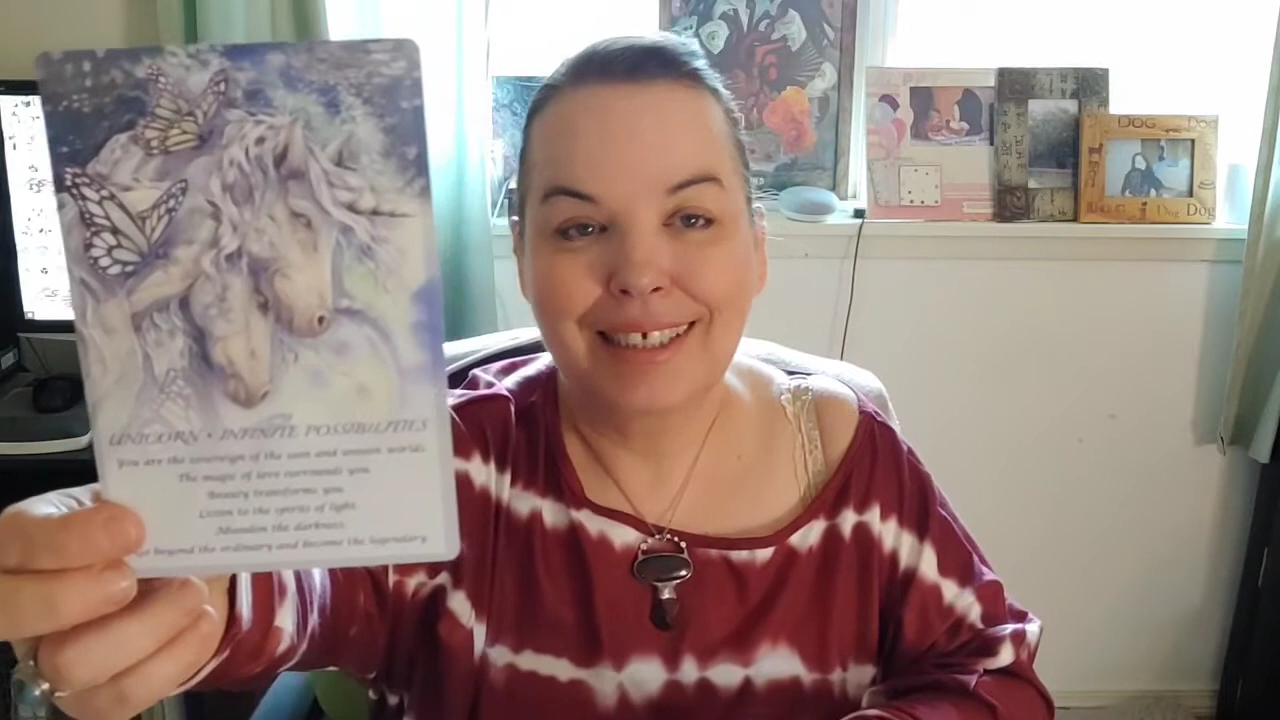 UNICORN • INFINITE POSSIBILITIES
You are the sovereign of the seen and unseen worlds.
The magic of love surrounds you.
Beauty transforms you.
Listen to the spirits of light.
Abandon the darkness.
beyond the ordinary and become the legendary.
DOG
Dog
Dog
Dog